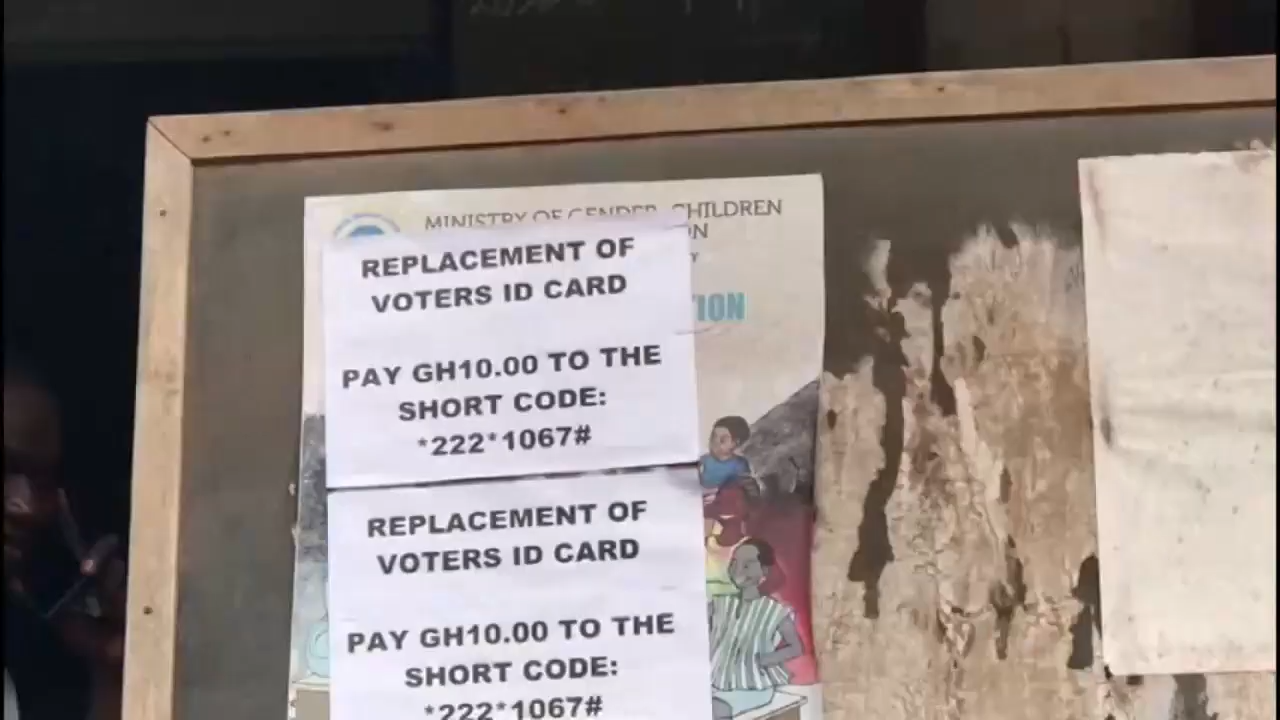 MINISTRY OF GENDER, CHILDREN
REPLACEMENT OF
VOTERS ID CARD
PAY GH10.00 TO THE
SHORT CODE:
*222*1067#
REPLACEMENT OF
VOTERS ID CARD
PAY GH10.00 TO THE
SHORT CODE:
*222*1067#